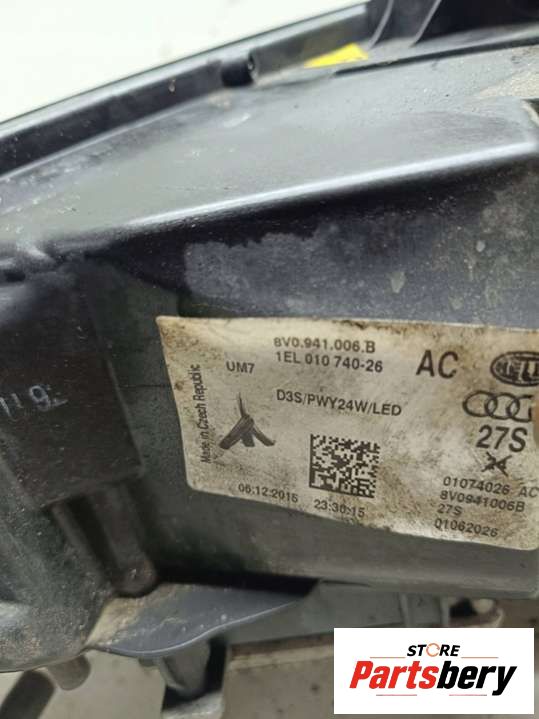 8V0.941.006.B
1EL 010 740-26
AC
UM7
D3S/PWY24W/LED
Made in Czech Republic
27S
06.12.2015
23:30:15
01074026 AC
8V0941006B
27S
01062026
STORE
Partsbery